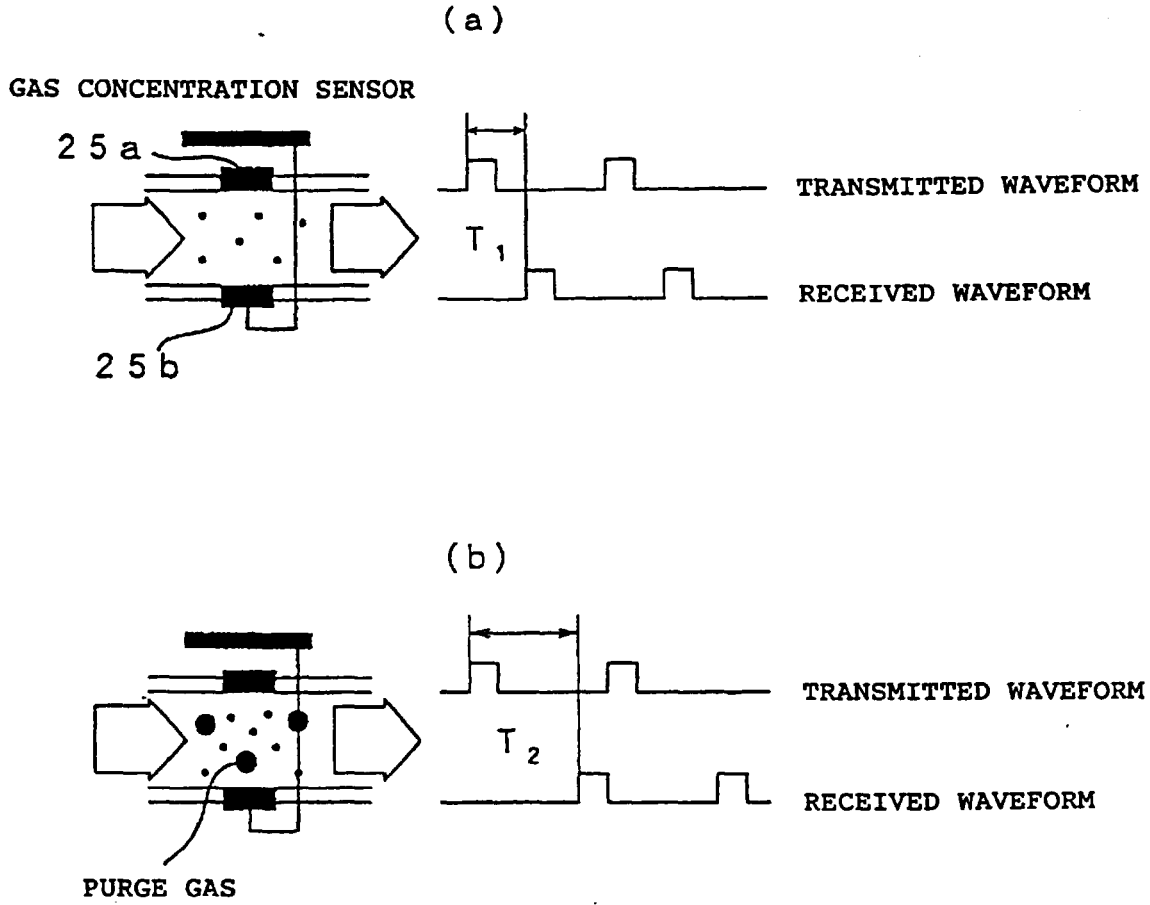 (a)
GAS CONCENTRATION SENSOR
25a
TRANSMITTED WAVEFORM
T1
RECEIVED WAVEFORM
25b
(b)
TRANSMITTED WAVEFORM
T2
RECEIVED WAVEFORM
PURGE GAS